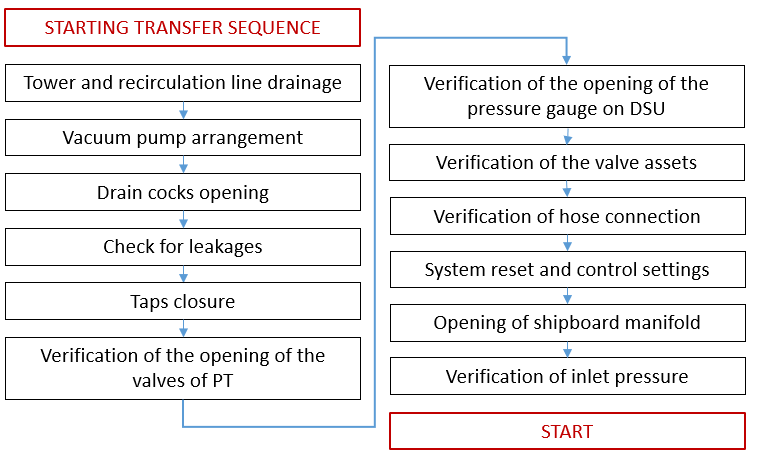 STARTING TRANSFER SEQUENCE
Tower and recirculation line drainage
Vacuum pump arrangement
Drain cocks opening
Check for leakages
Taps closure
Verification of the opening of the
valves of PT
Verification of the opening of the
pressure gauge on DSU
Verification of the valve assets
Verification of hose connection
System reset and control settings
Opening of shipboard manifold
Verification of inlet pressure
START